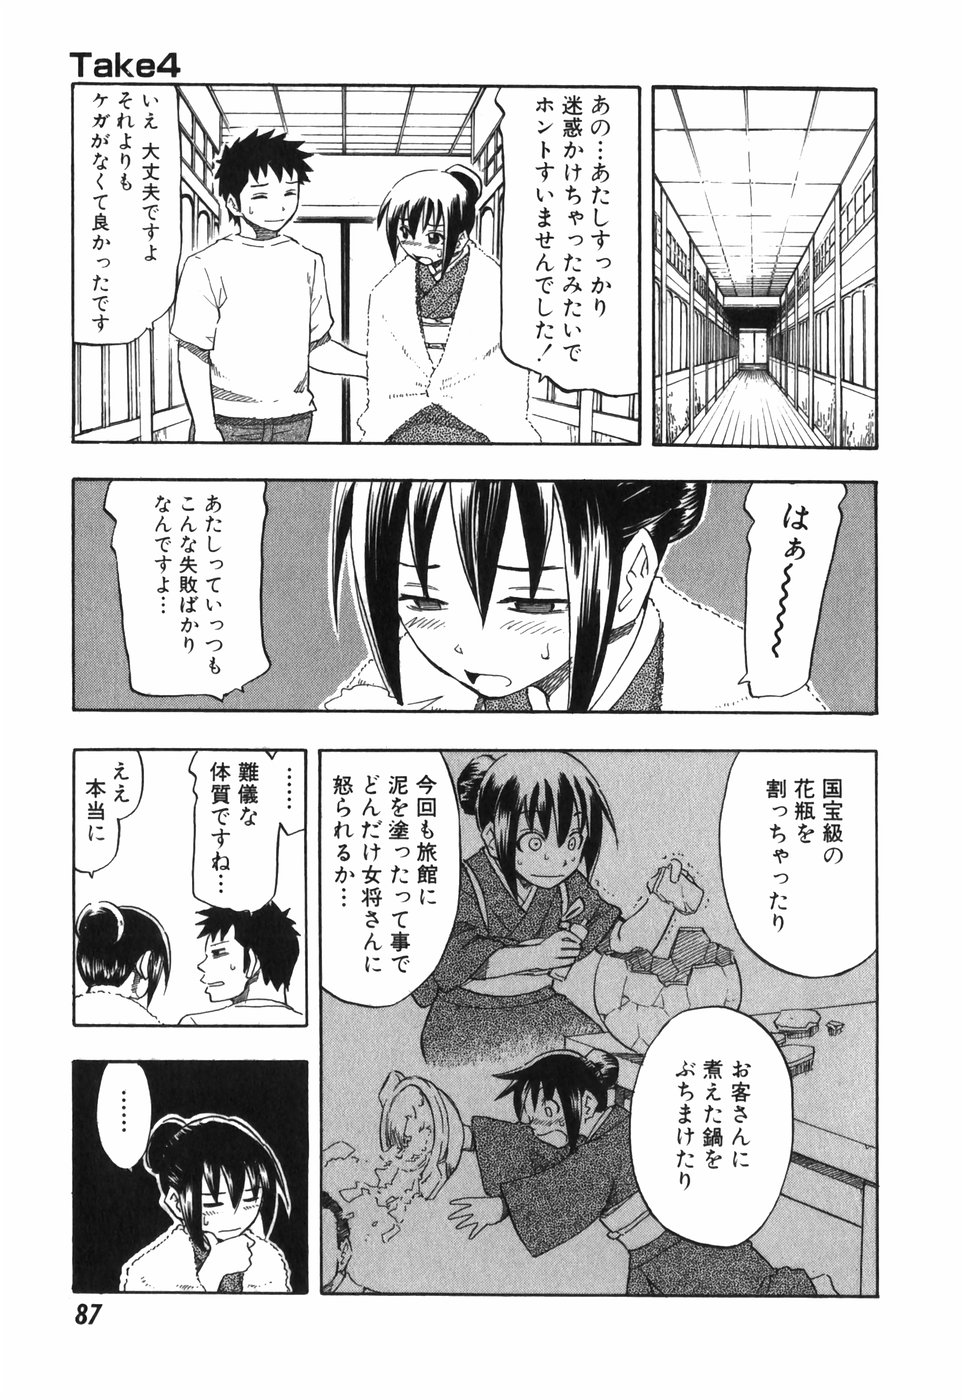 Take4
あの…あたしすっかり
迷惑かけちゃったみたいで
ホントすいませんでした！
いえ 大丈夫ですよ
それよりも
ケガがなくて良かったです
はぁ〜〜〜〜
あたしっていっつも
こんな失敗ばかり
なんですよ…
国宝級の
花瓶を
割っちゃったり
お客さんに
煮えた鍋を
ぶちまけたり
今回も旅館に
泥を塗ったって事で
どんだけ女将さんに
怒られるか…
……
難儀な
体質ですね…
ええ
本当に
……
87